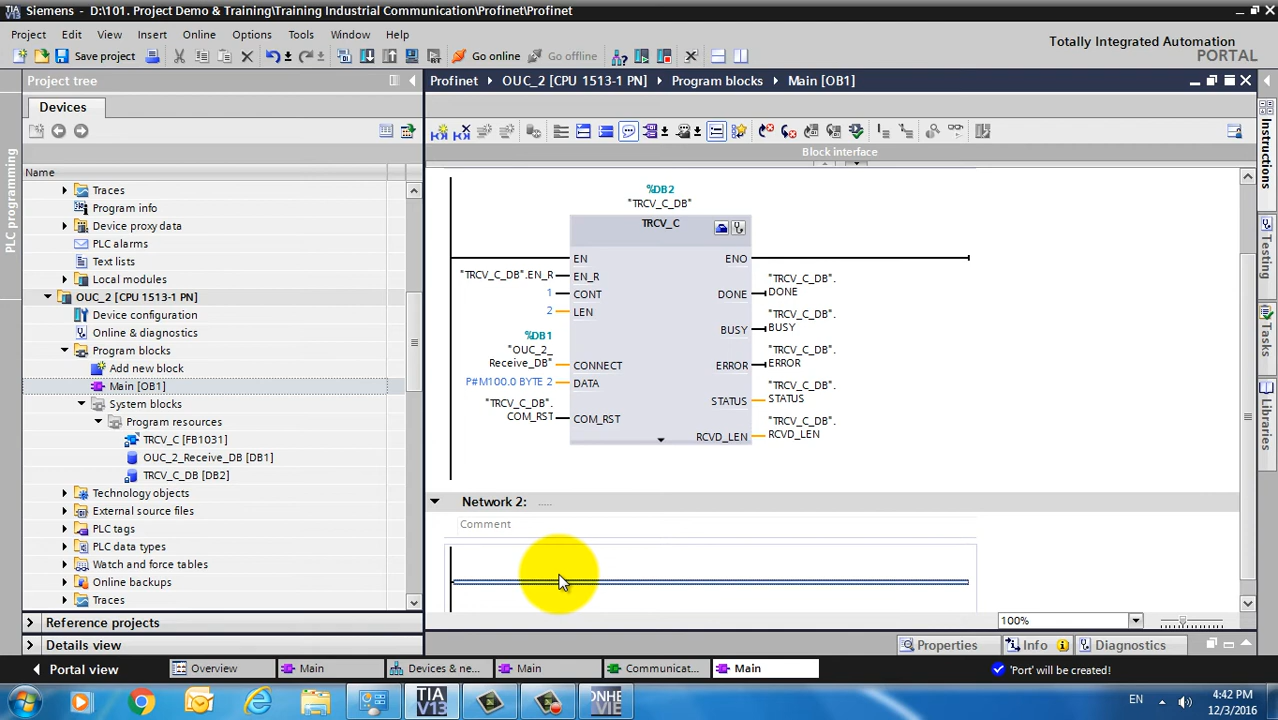 TIA
V13
Siemens - D:\101. Project Demo & Training\Training Industrial Communication\Profinet\Profinet
Project Edit View Insert Online Options Tools Window Help
Totally Integrated Automation
PORTAL
Save project
Go online
Go offline
Project tree
Profinet
OUC_2 [CPU 1513-1 PN]
Program blocks
Main [OB1]
Devices
PLC programming
Name
Traces
Program info
Device proxy data
PLC alarms
Text lists
Local modules
OUC_2 [CPU 1513-1 PN]
Device configuration
Online & diagnostics
Program blocks
Add new block
Main [OB1]
System blocks
Program resources
TRCV_C [FB1031]
OUC_2_Receive_DB [DB1]
TRCV_C_DB [DB2]
Technology objects
External source files
PLC tags
PLC data types
Watch and force tables
Online backups
Traces
Reference projects
Details view
Block interface
%DB2
"TRCV_C_DB"
TRCV_C
EN
ENO
"TRCV_C_DB".EN_R
EN_R
"TRCV_C_DB".
DONE
DONE
1
CONT
2
LEN
"TRCV_C_DB".
BUSY
BUSY
%DB1
"OUC_2_
Receive_DB"
CONNECT
"TRCV_C_DB".
ERROR
ERROR
P#M100.0 BYTE 2
DATA
"TRCV_C_DB".
STATUS
STATUS
"TRCV_C_DB".
COM_RST
COM_RST
"TRCV_C_DB".
RCVD_LEN
RCVD_LEN
Network 2:
.....
Comment
100%
Instructions
Testing
Tasks
Libraries
Properties
Info
Diagnostics
Portal view
Overview
Main
Devices & ne...
Main
Communicat...
Main
'Port' will be created!
TIA
V13
ONHE
VIE
EN
4:42 PM
12/3/2016